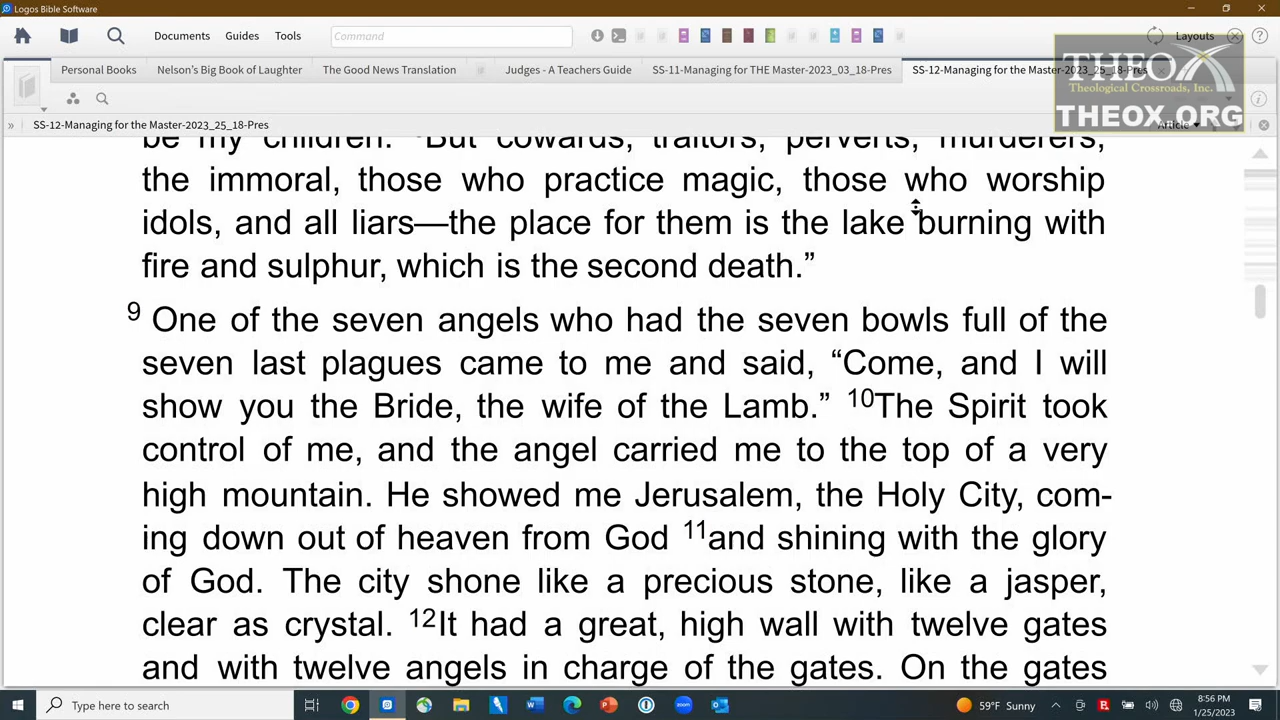 Logos Bible Software
Documents Guides Tools Command Layouts
THEOX
Theological Crossroads, Inc.
THEOX.ORG
Personal Books Nelson's Big Book of Laughter Judges - A Teachers Guide SS-11-Managing for THE Master2023_03_18-pres SS-12-Managing for the Master-2023_25_18-Pres
» SS-12-Managing for the Master-2023_25_18-Pres Article
be my children. But cowards, traitors, perverts, murderers,
the immoral, those who practice magic, those who worship
idols, and all liars—the place for them is the lake burning with
fire and sulphur, which is the second death.”
9 One of the seven angels who had the seven bowls full of the
seven last plagues came to me and said, “Come, and I will
show you the Bride, the wife of the Lamb.” 10The Spirit took
control of me, and the angel carried me to the top of a very
high mountain. He showed me Jerusalem, the Holy City, com-
ing down out of heaven from God 11and shining with the glory
of God. The city shone like a precious stone, like a jasper,
clear as crystal. 12It had a great, high wall with twelve gates
and with twelve angels in charge of the gates. On the gates
Type here to search 59°F Sunny 8:56 PM
1/25/2023